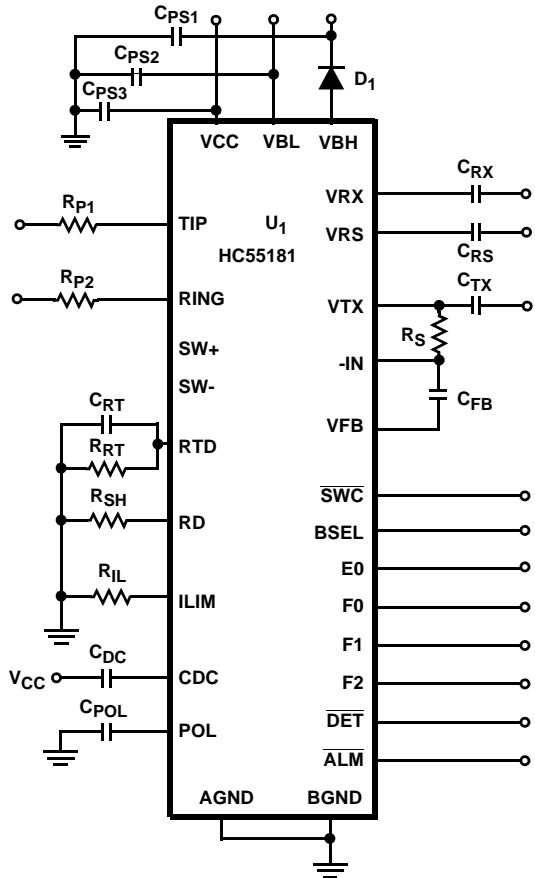 CPS1
CPS2
D1
CPS3
VCC VBL VBH
CRX
VRX
RP1
TIP
U1
VRS
HC55181
CRS
RP2
CTX
RING
VTX
RS
SW+
-IN
SW-
CRT
CFB
RTD
VFB
RRT
RSH
SWC
RD
BSEL
RIL
E0
ILIM
F0
F1
CDC
VCC
CDC
F2
CPOL
POL
DET
ALM
AGND BGND